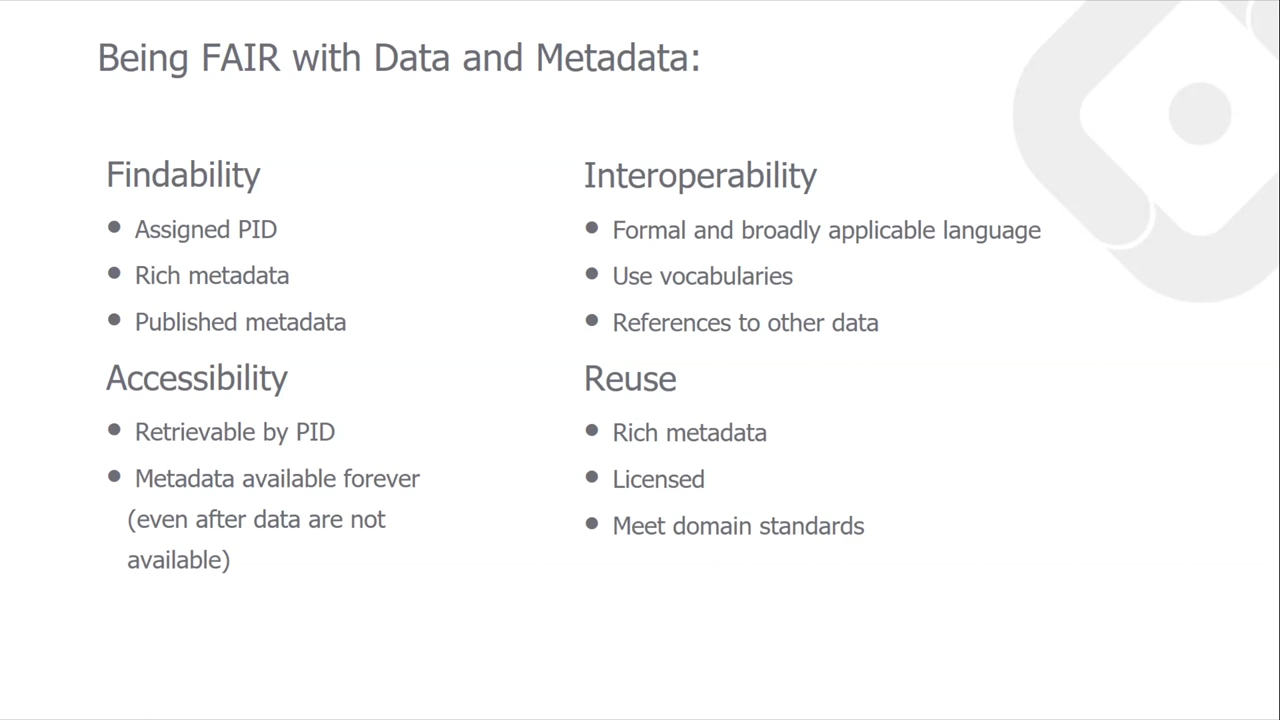 Being FAIR with Data and Metadata:
Findability
● Assigned PID
● Rich metadata
● Published metadata
Accessibility
● Retrievable by PID
● Metadata available forever
(even after data are not
available)
Interoperability
● Formal and broadly applicable language
● Use vocabularies
● References to other data
Reuse
● Rich metadata
● Licensed
● Meet domain standards